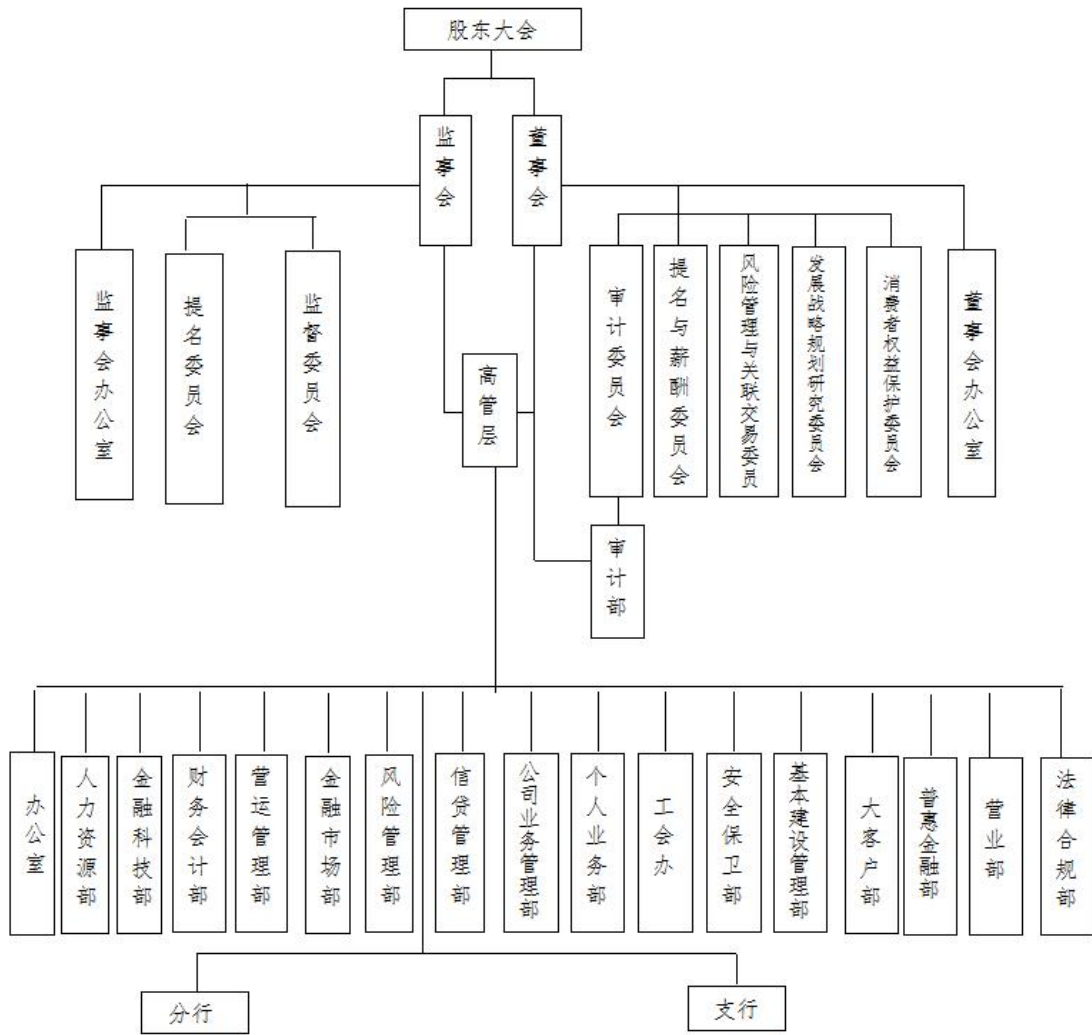 股东大会
监事会
董事会
监事会办公室
提名委员会
监督委员会
高管层
审计委员会
提名与薪酬委员会
风险管理与关联交易委员
发展战略规划研究委员会
消费者权益保护委员会
董事会办公室
审计部
办公室
人力资源部
金融科技部
财务会计部
营运管理部
金融市场部
风险管理部
信贷管理部
公司业务管理部
个人业务部
工会办
安全保卫部
基本建设管理部
大客户部
普惠金融部
营业部
法律合规部
分行
支行